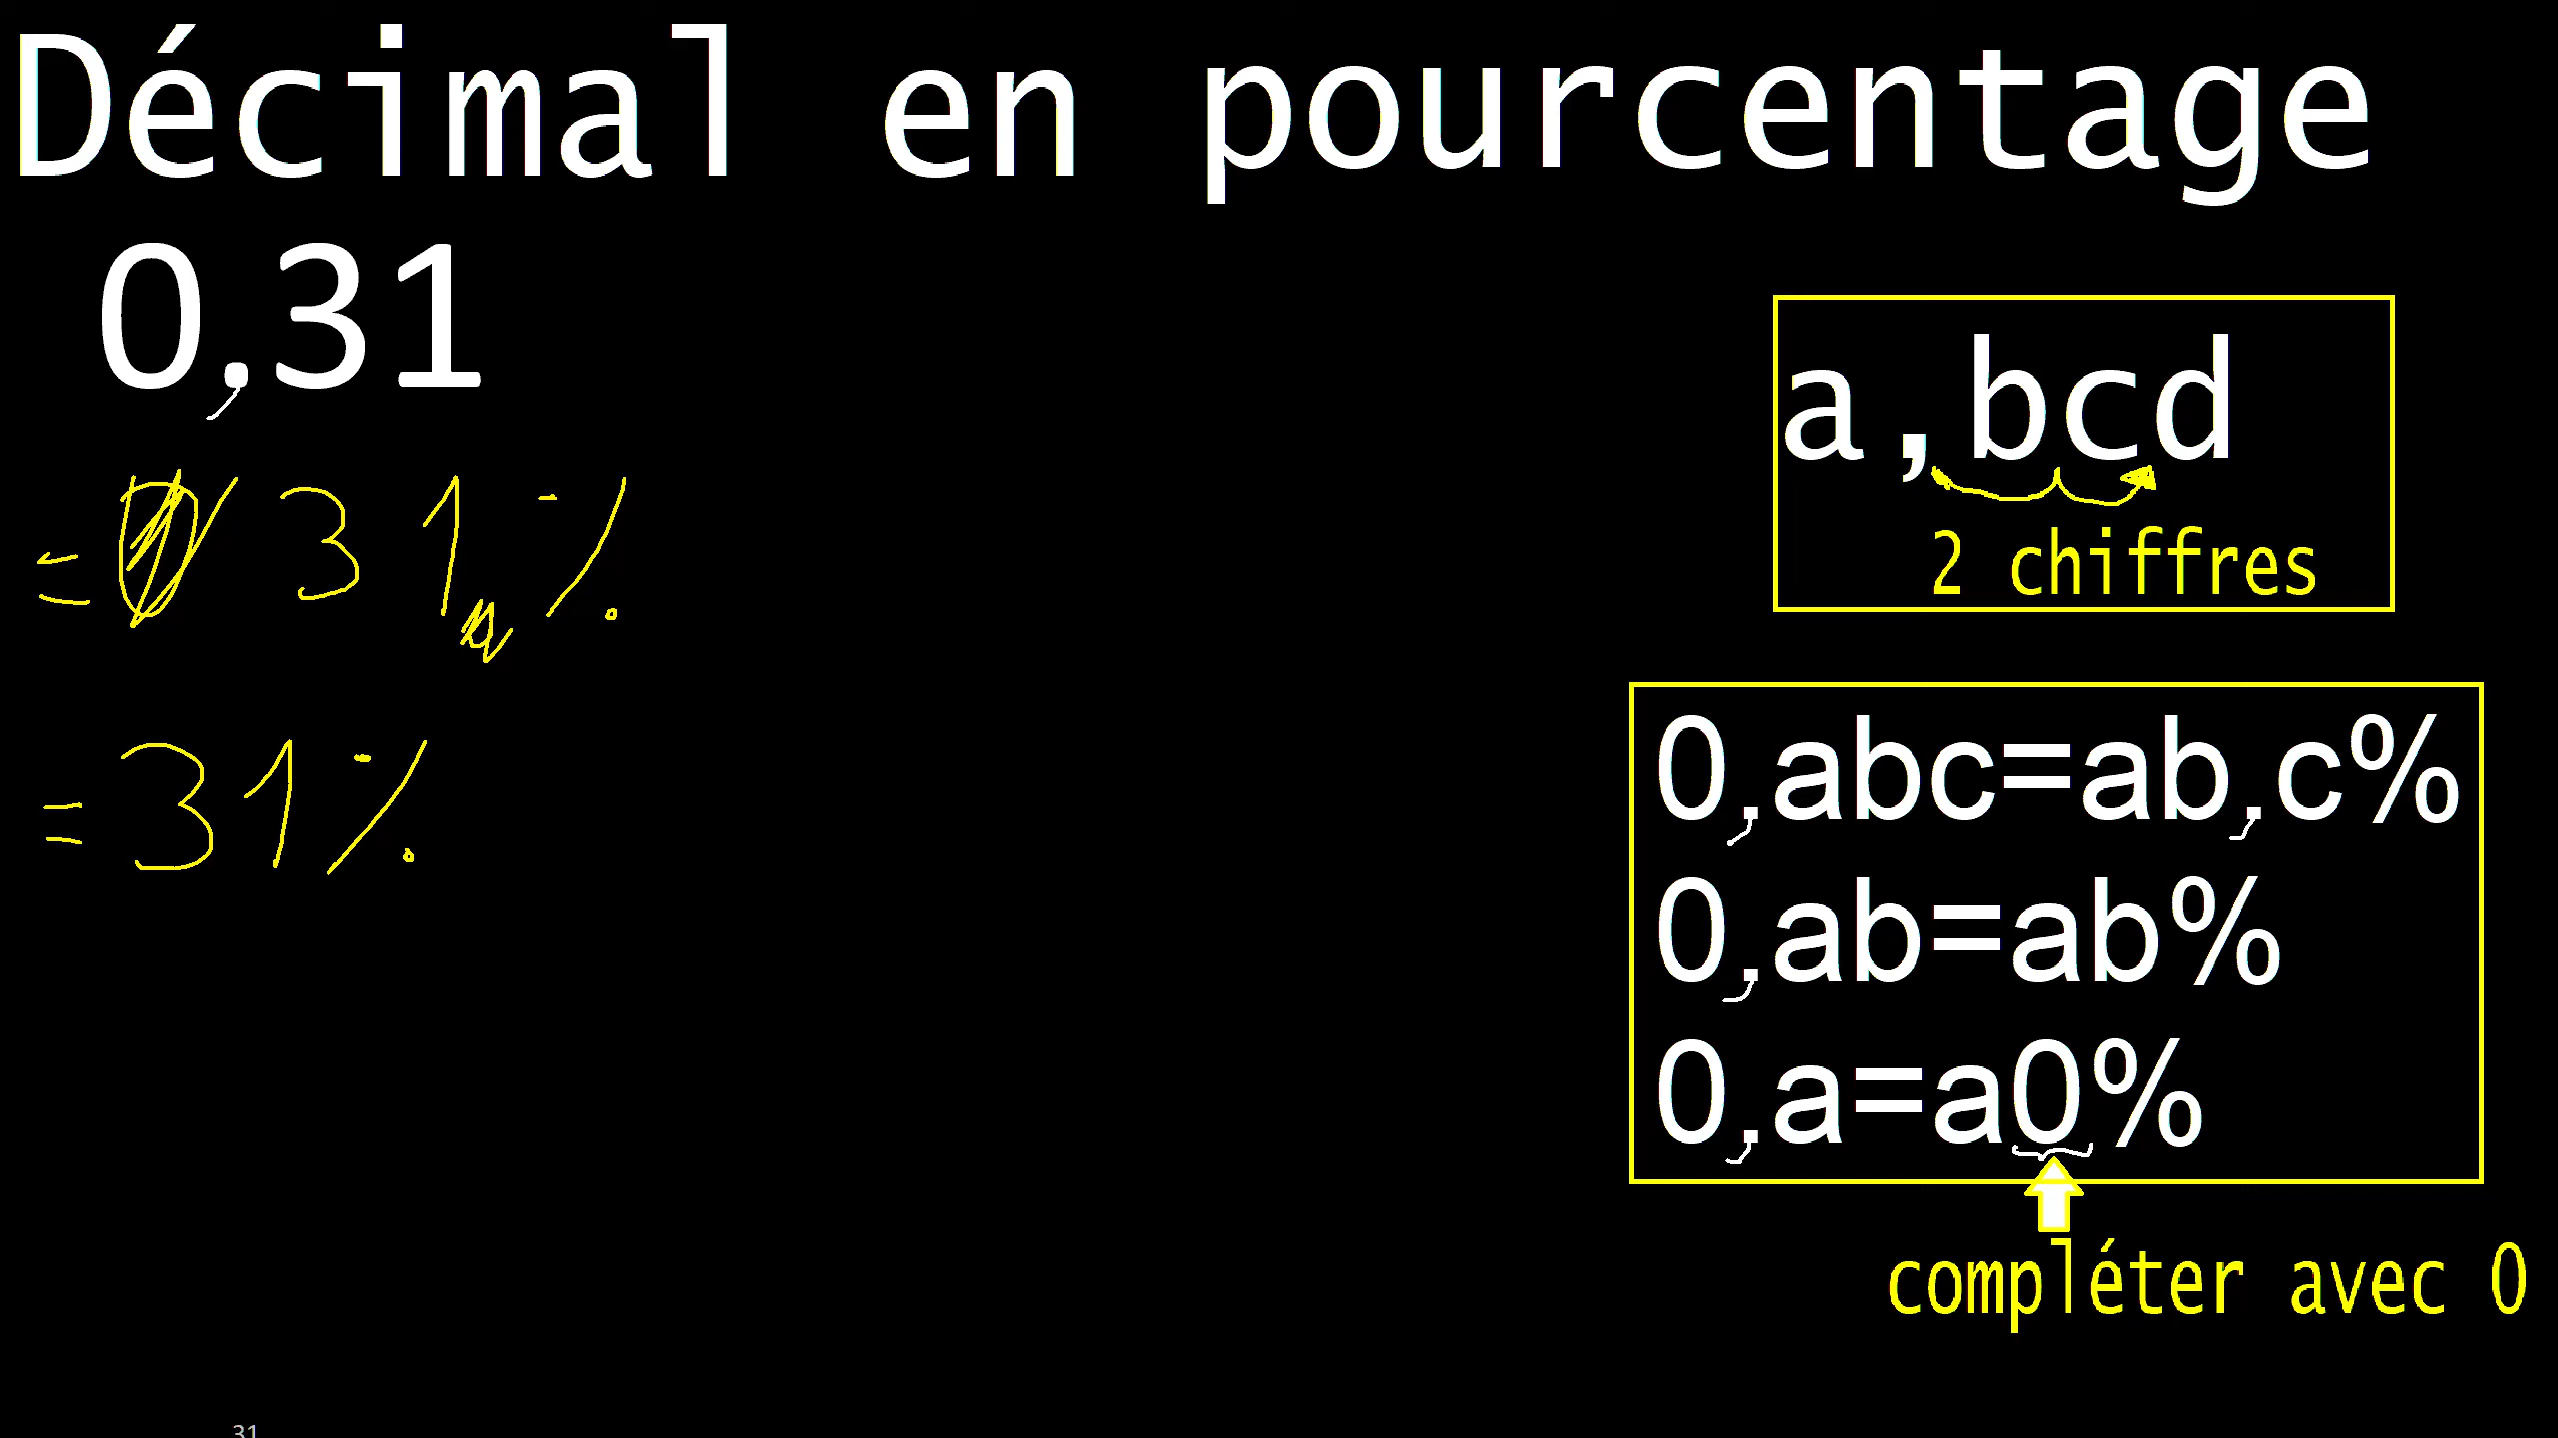 Décimal en pourcentage
0,31
= 31%
= 31%
a,bcd
2 chiffres
0,abc=ab,c%
0,ab=ab%
0,a=a0%
compléter avec 0
31